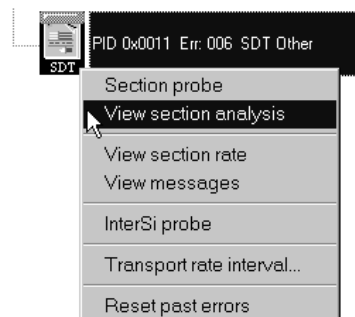 PID 0x0011 Err: 006 SDT Other
SDT
Section probe
View section analysis
View section rate
View messages
InterSi probe
Transport rate interval...
Reset past errors